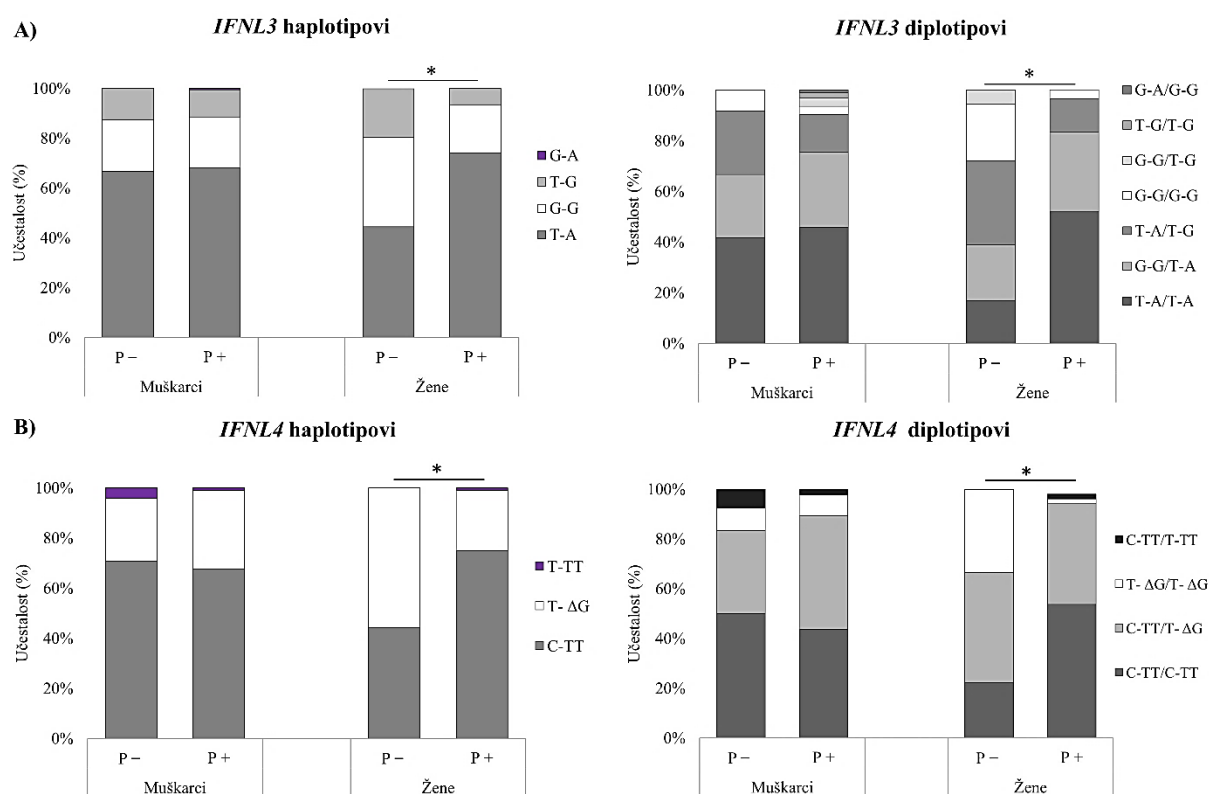 A)
IFNL3 haplotipovi
Učestalost (%)
100%
80%
60%
40%
20%
0%
*
P –
P +
P –
P +
Muškarci
Žene
G-A
T-G
G-G
T-A
IFNL3 diplotipovi
Učestalost (%)
100%
80%
60%
40%
20%
0%
*
P –
P +
P –
P +
Muškarci
Žene
G-A/G-G
T-G/T-G
G-G/T-G
G-G/G-G
T-A/T-G
G-G/T-A
T-A/T-A
B)
IFNL4 haplotipovi
Učestalost (%)
100%
80%
60%
40%
20%
0%
*
P –
P +
P –
P +
Muškarci
Žene
T-TT
T- ΔG
C-TT
IFNL4 diplotipovi
Učestalost (%)
100%
80%
60%
40%
20%
0%
*
P –
P +
P –
P +
Muškarci
Žene
C-TT/T-TT
T- ΔG/T- ΔG
C-TT/T- ΔG
C-TT/C-TT